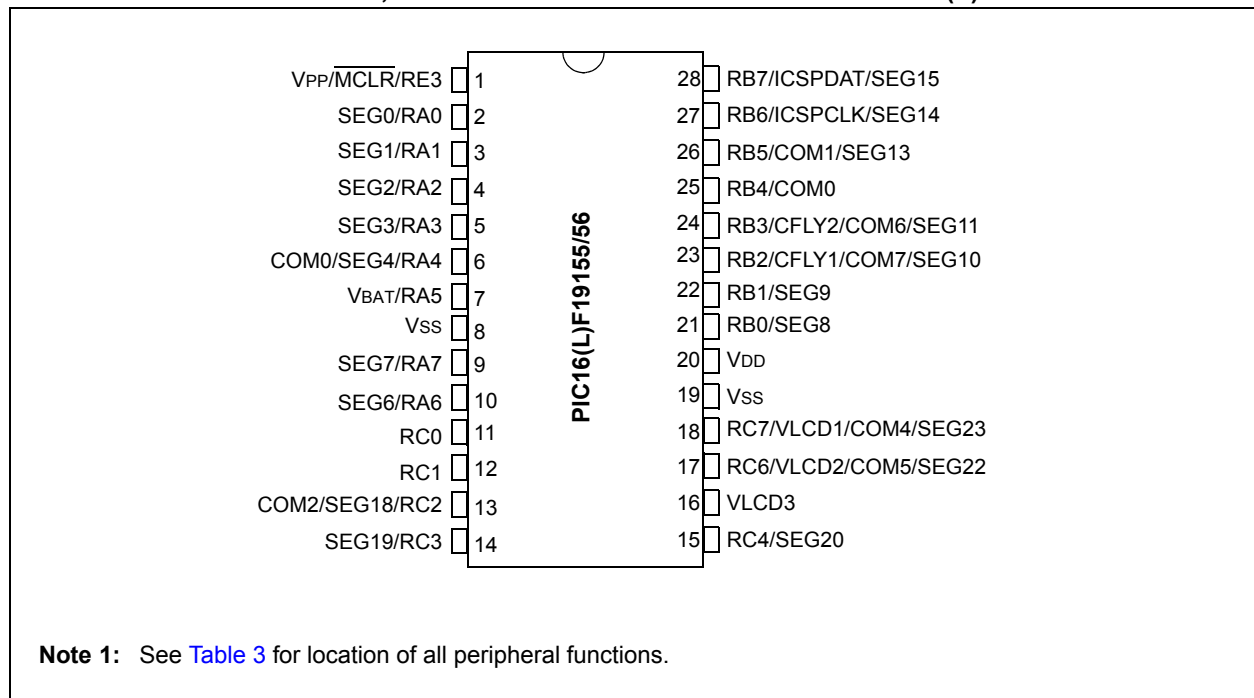 VPP/MCLR/RE3 1
SEG0/RA0 2
SEG1/RA1 3
SEG2/RA2 4
SEG3/RA3 5
COM0/SEG4/RA4 6
VBAT/RA5 7
VSS 8
SEG7/RA7 9
SEG6/RA6 10
RC0 11
RC1 12
COM2/SEG18/RC2 13
SEG19/RC3 14
PIC16(L)F19155/56
28 RB7/ICSPDAT/SEG15
27 RB6/ICSPCLK/SEG14
26 RB5/COM1/SEG13
25 RB4/COM0
24 RB3/CFLY2/COM6/SEG11
23 RB2/CFLY1/COM7/SEG10
22 RB1/SEG9
21 RB0/SEG8
20 VDD
19 VSS
18 RC7/VLCD1/COM4/SEG23
17 RC6/VLCD2/COM5/SEG22
16 VLCD3
15 RC4/SEG20
Note 1: See Table 3 for location of all peripheral functions.